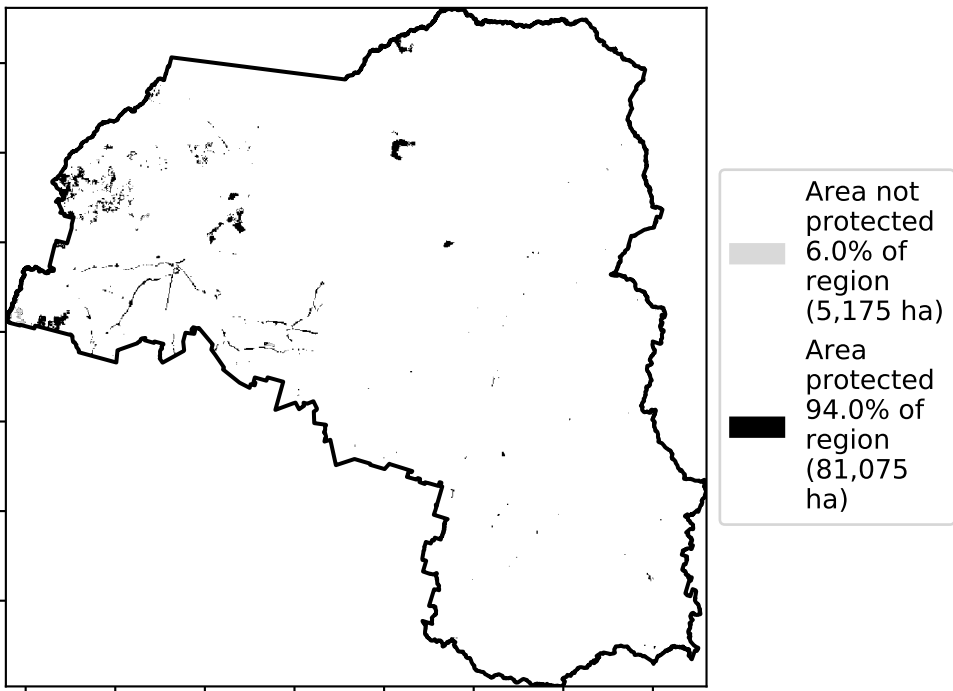 Area not
protected
6.0% of
region
(5,175 ha)
Area
protected
94.0% of
region
(81,075
ha)